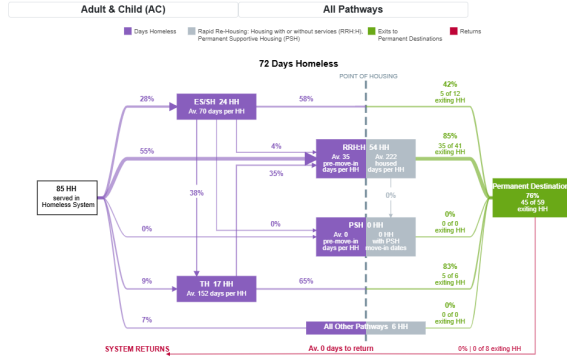 Adult & Child (AC)
All Pathways
Days Homeless
Rapid Re-Housing: Housing with or without services (RRH/H),
Permanent Supportive Housing (PSH)
Exits to
Permanent Destinations
Returns
72 Days Homeless
POINT OF HOUSING
28%
ES/SH 24 HH
Av. 70 days per HH
58%
42%
5 of 12
exiting HH
55%
4%
35%
RRH:H 54 HH
Av. 35
pre-move-in
days per HH
Av. 222
housed
days per HH
85%
35 of 41
exiting HH
85 HH
served in
Homeless System
38%
0%
Permanent Destination
76%
45 of 59
exiting HH
0%
0%
PSH 0 HH
Av. 0
pre-move-in
days per HH
0 HH
with PSH
move-in dates
0%
0 of 0
exiting HH
9%
TH 17 HH
Av. 152 days per HH
65%
83%
5 of 6
exiting HH
7%
All Other Pathways 6 HH
0%
0 of 0
exiting HH
SYSTEM RETURNS
Av. 0 days to return
0% | 0 of 8 exiting HH